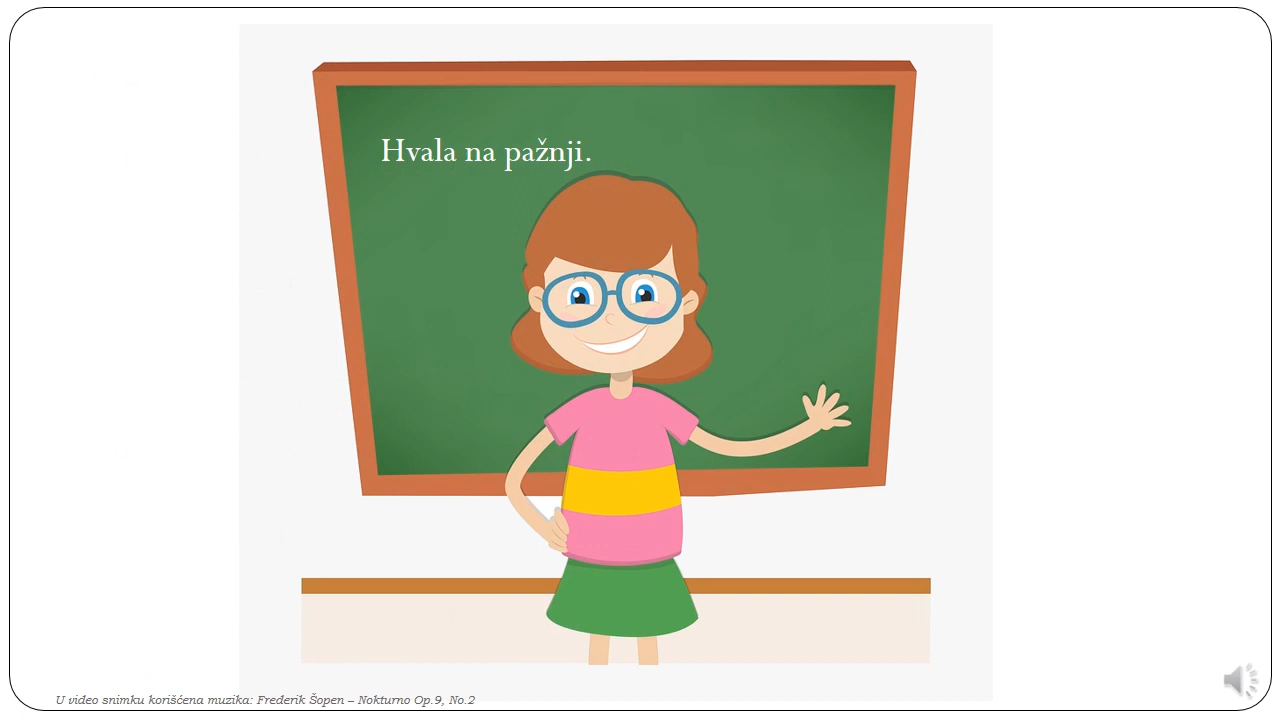 Hvala na pažnji.
U video snimku korišćena muzika: Frederik Šopen – Nokturno Op.9, No.2